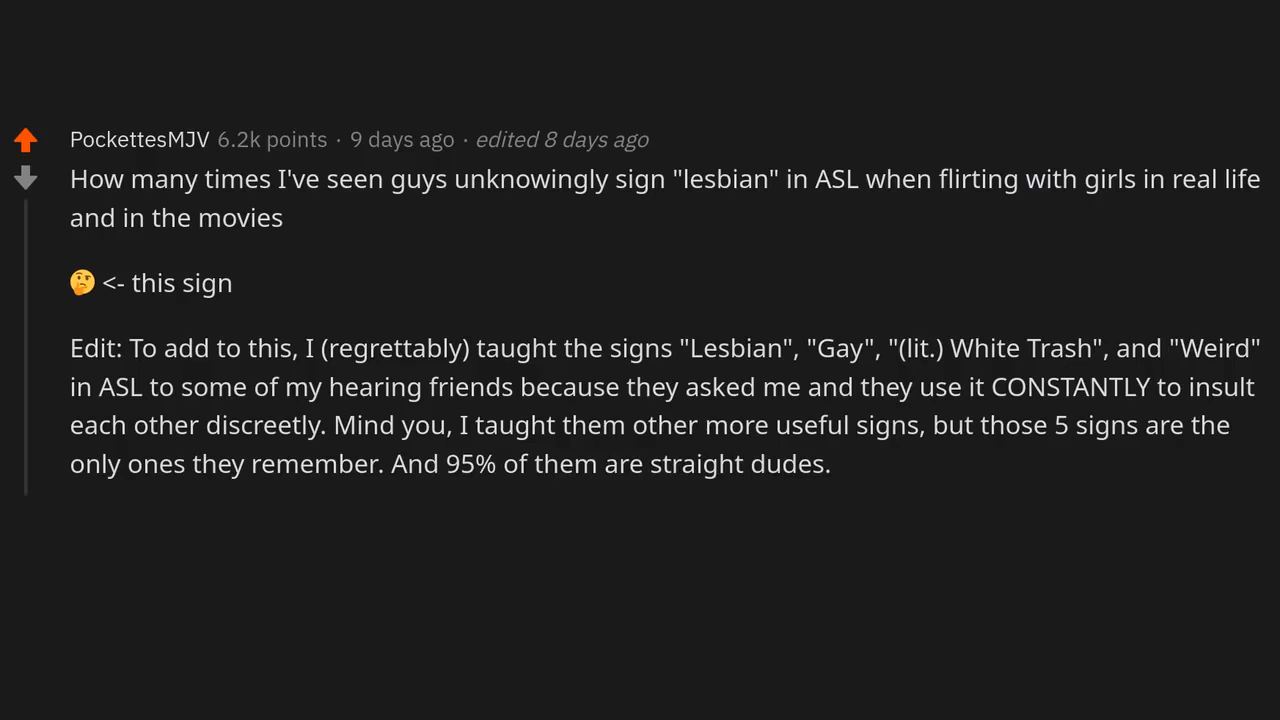 PockettesMJV 6.2k points · 9 days ago · edited 8 days ago
How many times I've seen guys unknowingly sign "lesbian" in ASL when flirting with girls in real life
and in the movies
🤔 <- this sign
Edit: To add to this, I (regrettably) taught the signs "Lesbian", "Gay", "(lit.) White Trash", and "Weird"
in ASL to some of my hearing friends because they asked me and they use it CONSTANTLY to insult
each other discreetly. Mind you, I taught them other more useful signs, but those 5 signs are the
only ones they remember. And 95% of them are straight dudes.